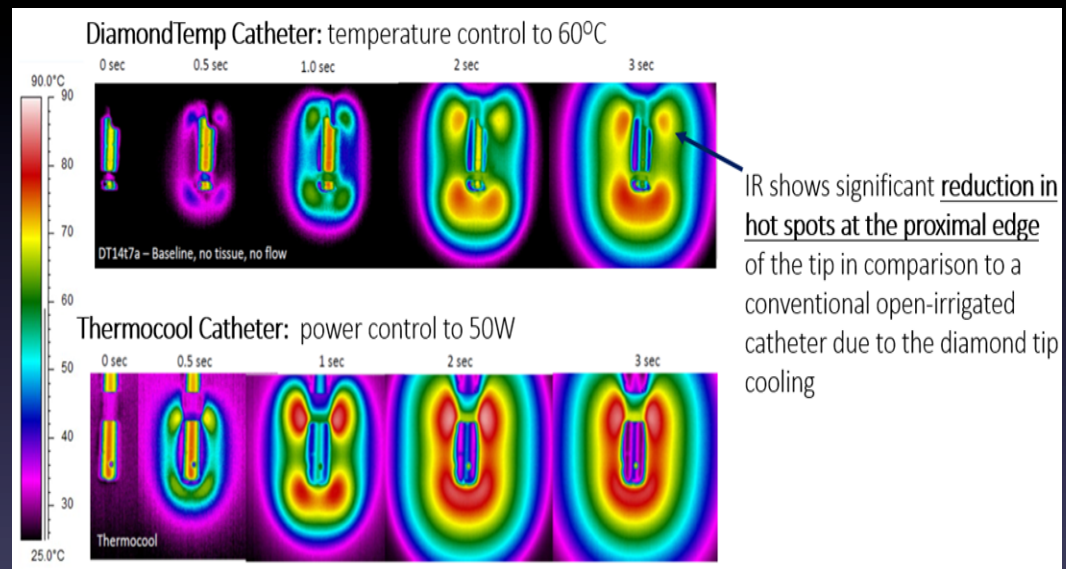 DiamondTemp Catheter: temperature control to 60⁰C
0 sec 0.5 sec 1.0 sec 2 sec 3 sec
90.0°C
90
80
70
60
50
40
30
25.0°C
DT14t7a – Baseline, no tissue, no flow
IR shows significant reduction in
hot spots at the proximal edge
of the tip in comparison to a
conventional open-irrigated
catheter due to the diamond tip
cooling
Thermocool Catheter: power control to 50W
0 sec 0.5 sec 1 sec 2 sec 3 sec
Thermocool